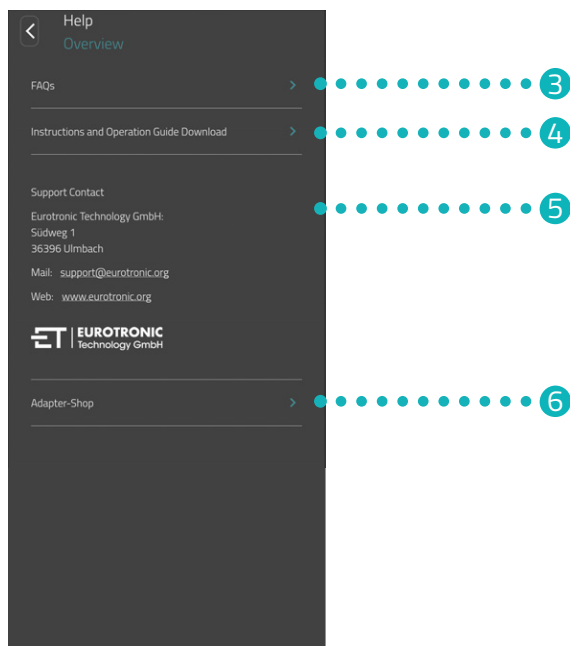 Help
Overview
FAQs
3
Instructions and Operation Guide Download
4
Support Contact
5
Eurotronic Technology GmbH:
Südweg 1
36396 Ulmbach
Mail: support@eurotronic.org
Web: www.eurotronic.org
ET EUROTRONIC
Technology GmbH
Adapter-Shop
6